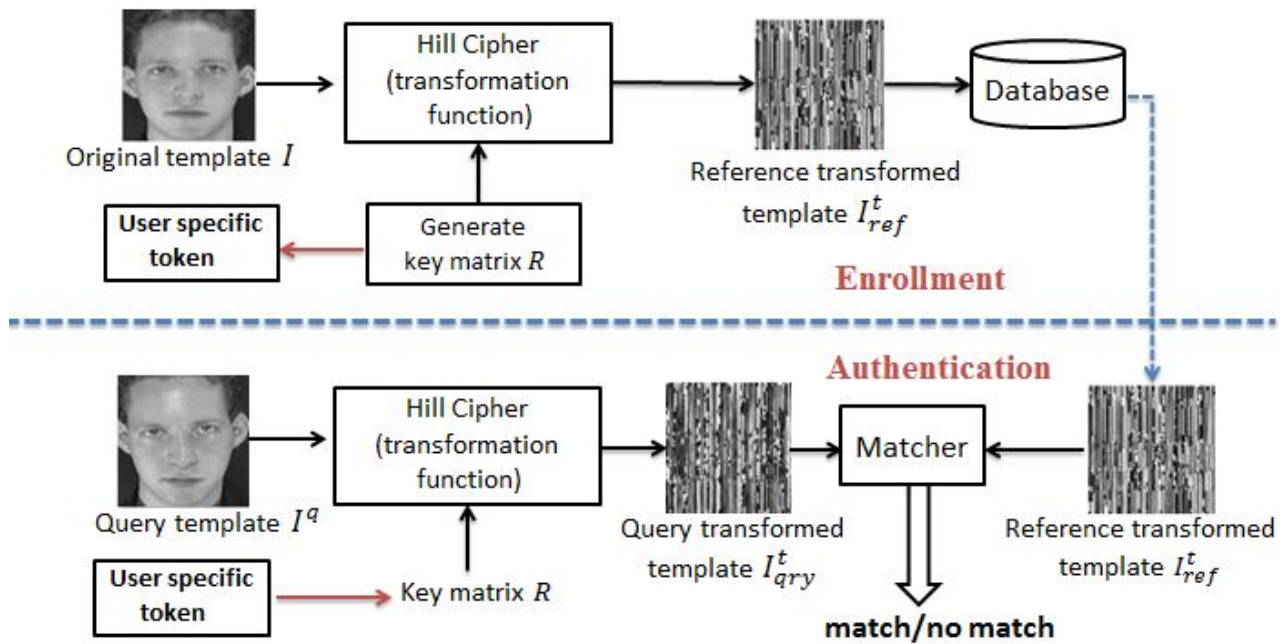 Hill Cipher
(transformation
function)
Database
Original template I
Reference transformed
template I^t_ref
User specific
token
Generate
key matrix R
Enrollment
Authentication
Hill Cipher
(transformation
function)
Matcher
Query template I^q
Query transformed
template I^t_qry
Reference transformed
template I^t_ref
User specific
token
Key matrix R
match/no match